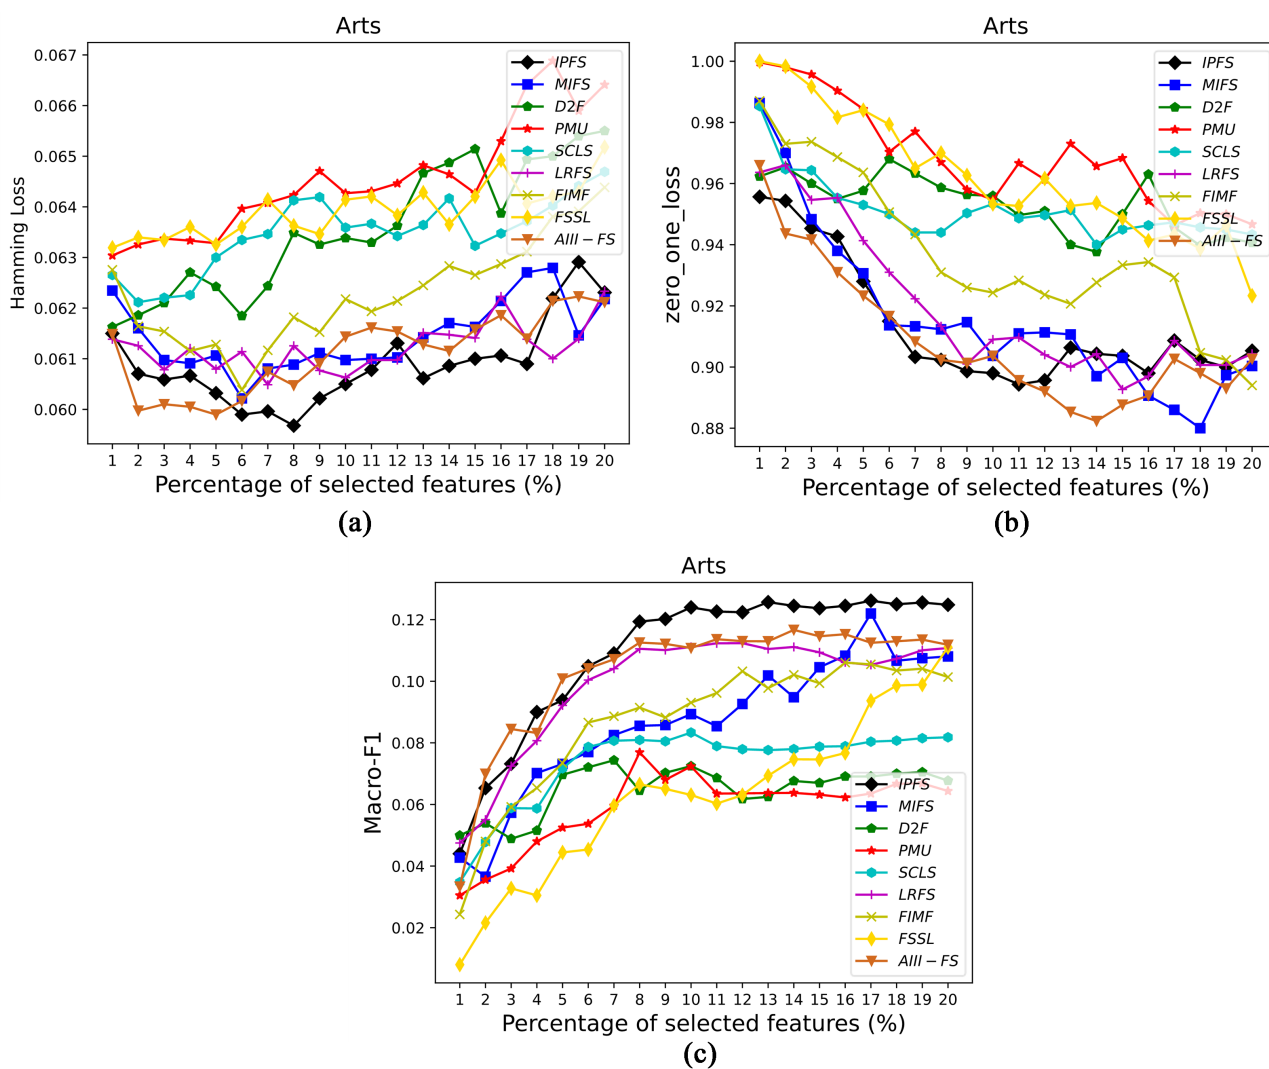 Arts
Hamming Loss
0.067
0.066
0.065
0.064
0.063
0.062
0.061
0.060
IPFS
MIFS
D2F
PMU
SCLS
LRFS
FIMF
FSSL
AIII − FS
1 2 3 4 5 6 7 8 9 10 11 12 13 14 15 16 17 18 19 20
Percentage of selected features (%)
(a)
Arts
zero_one_loss
1.00
0.98
0.96
0.94
0.92
0.90
0.88
IPFS
MIFS
D2F
PMU
SCLS
LRFS
FIMF
FSSL
AIII − FS
1 2 3 4 5 6 7 8 9 10 11 12 13 14 15 16 17 18 19 20
Percentage of selected features (%)
(b)
Arts
Macro-F1
0.12
0.10
0.08
0.06
0.04
0.02
IPFS
MIFS
D2F
PMU
SCLS
LRFS
FIMF
FSSL
AIII − FS
1 2 3 4 5 6 7 8 9 10 11 12 13 14 15 16 17 18 19 20
Percentage of selected features (%)
(c)